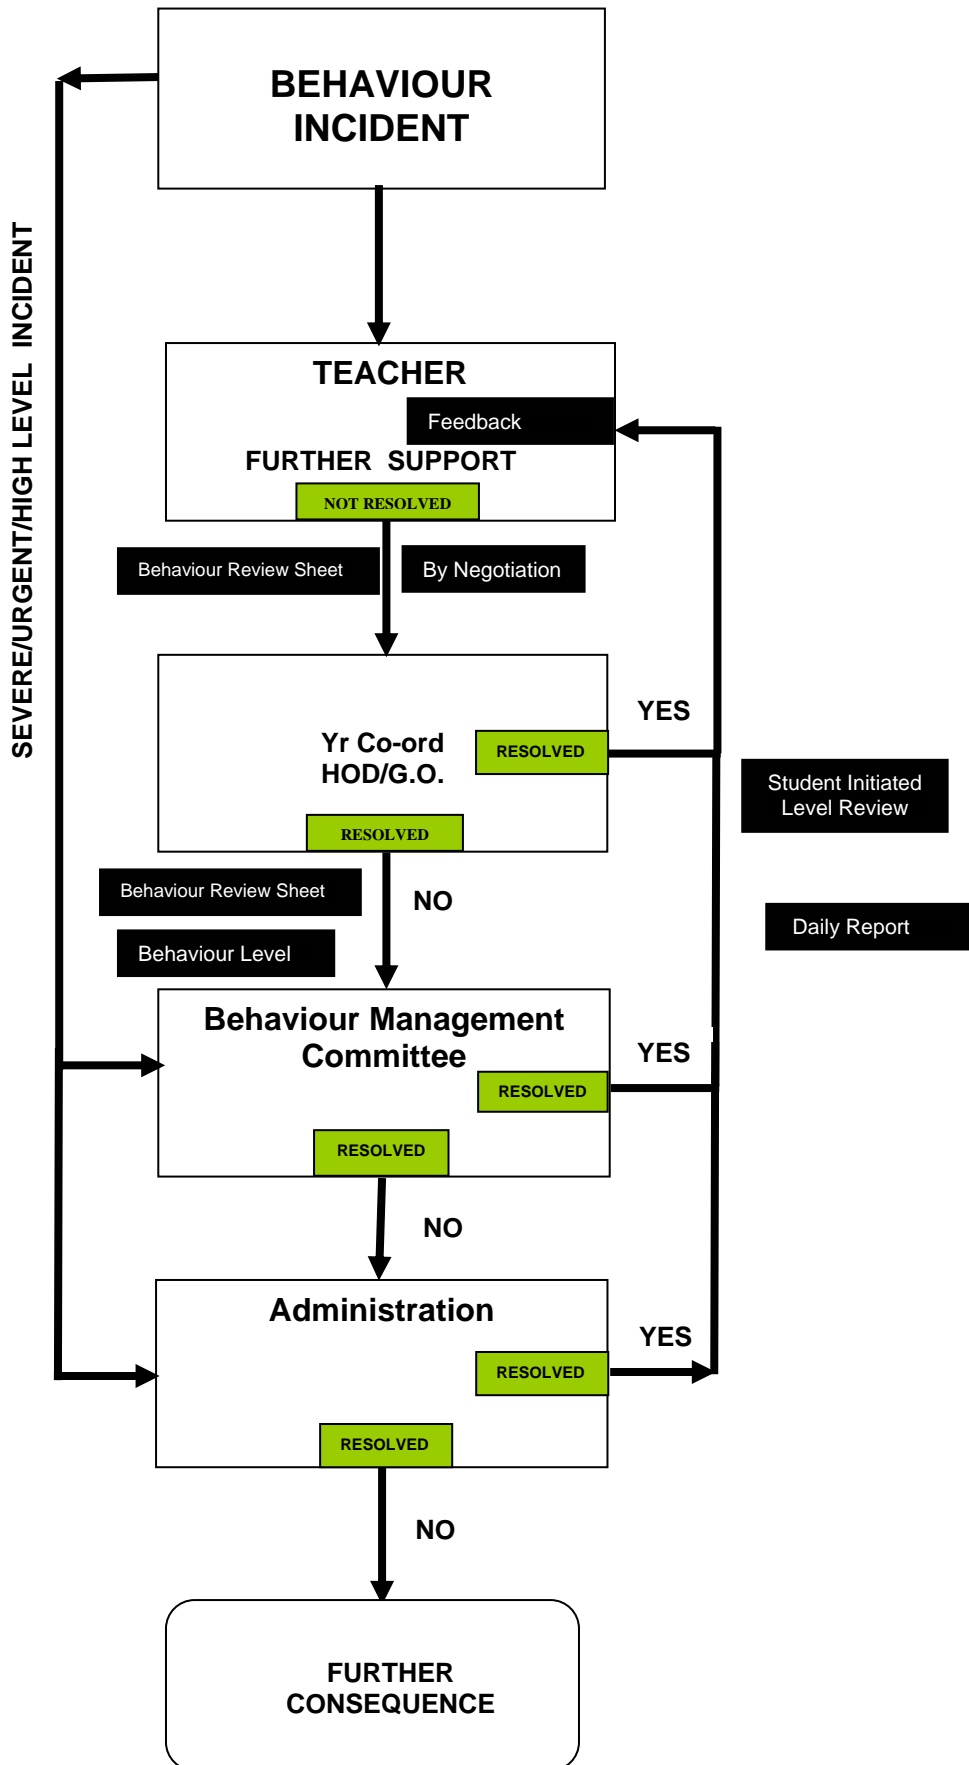 BEHAVIOUR
INCIDENT
SEVERE/URGENT/HIGH LEVEL INCIDENT
TEACHER
Feedback
FURTHER SUPPORT
NOT RESOLVED
Behaviour Review Sheet
By Negotiation
YES
Yr Co-ord
HOD/G.O.
RESOLVED
RESOLVED
Student Initiated
Level Review
Behaviour Review Sheet
NO
Daily Report
Behaviour Level
Behaviour Management
Committee
YES
RESOLVED
RESOLVED
NO
Administration
YES
RESOLVED
RESOLVED
NO
FURTHER
CONSEQUENCE